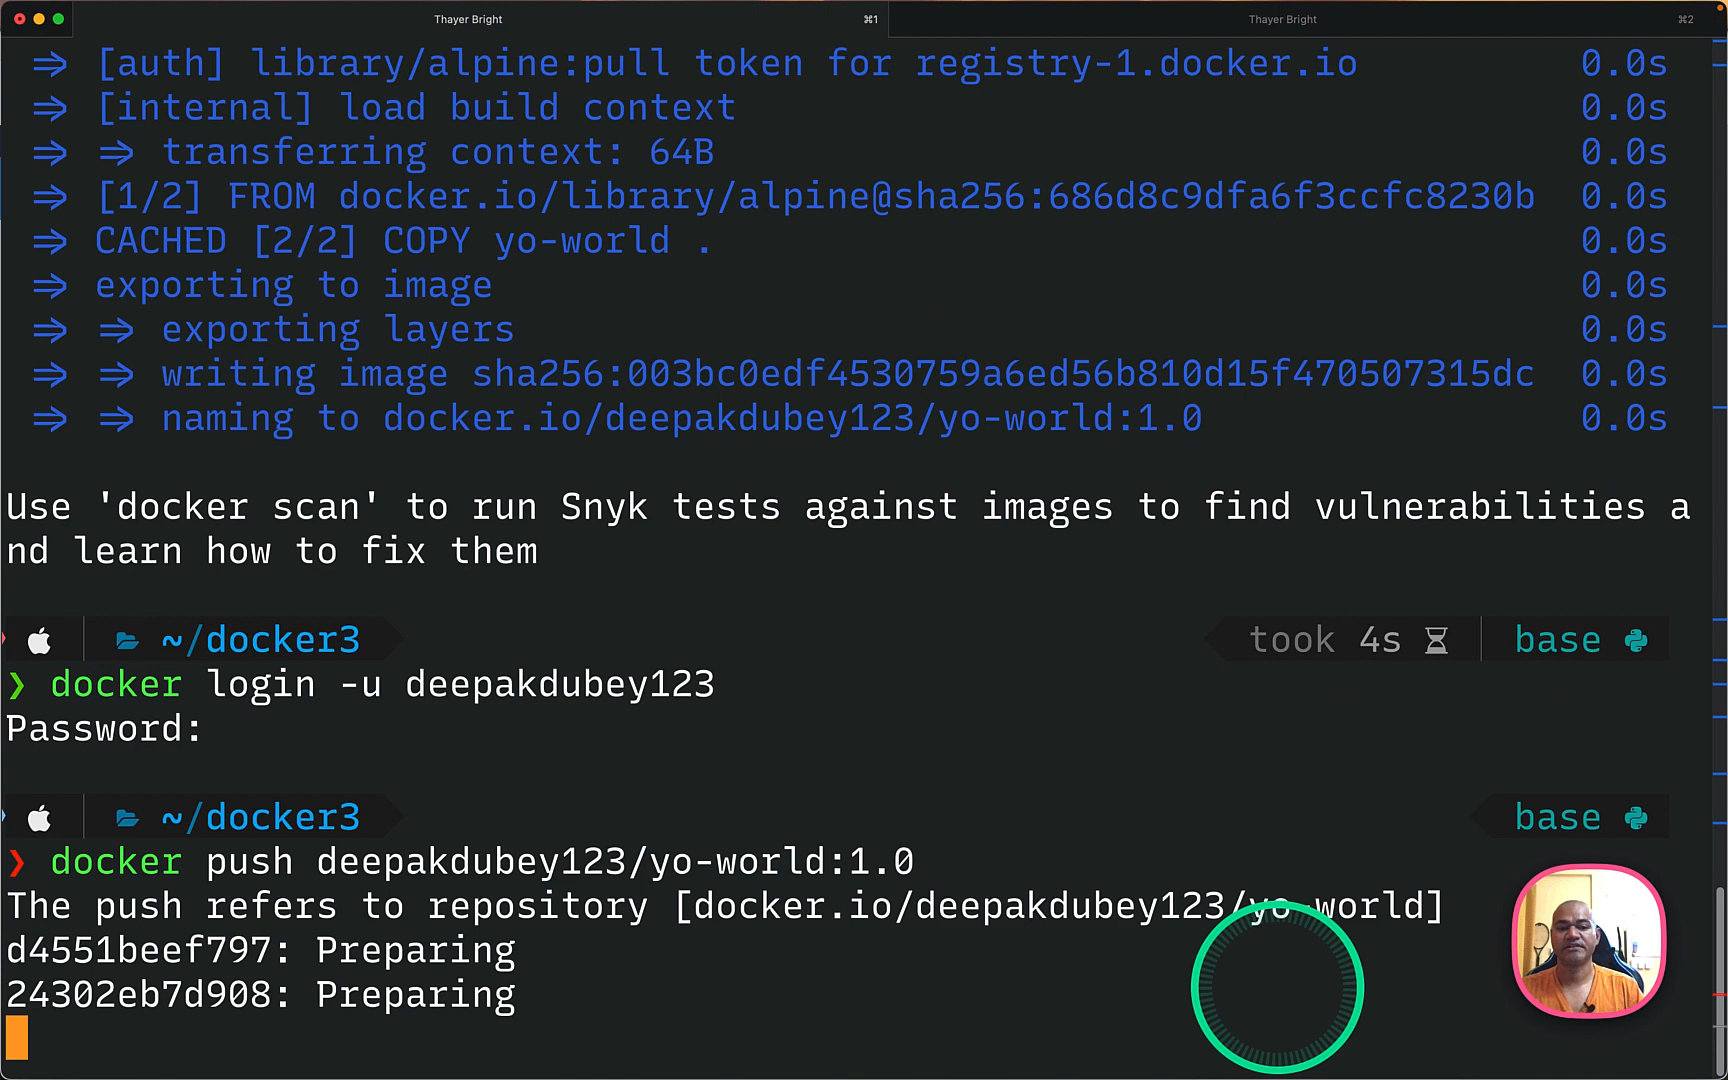 Thayer Bright ⌘1 Thayer Bright ⌘2
⇒ [auth] library/alpine:pull token for registry-1.docker.io 0.0s
⇒ [internal] load build context 0.0s
⇒ ⇒ transferring context: 64B 0.0s
⇒ [1/2] FROM docker.io/library/alpine@sha256:686d8c9dfa6f3ccfc8230b 0.0s
⇒ CACHED [2/2] COPY yo-world . 0.0s
⇒ exporting to image 0.0s
⇒ ⇒ exporting layers 0.0s
⇒ ⇒ writing image sha256:003bc0edf4530759a6ed56b810d15f470507315dc 0.0s
⇒ ⇒ naming to docker.io/deepakdubey123/yo-world:1.0 0.0s
Use 'docker scan' to run Snyk tests against images to find vulnerabilities a
nd learn how to fix them
~/docker3 took 4s base
❯ docker login -u deepakdubey123
Password:
~/docker3 base
❯ docker push deepakdubey123/yo-world:1.0
The push refers to repository [docker.io/deepakdubey123/yo-world]
d4551beef797: Preparing
24302eb7d908: Preparing